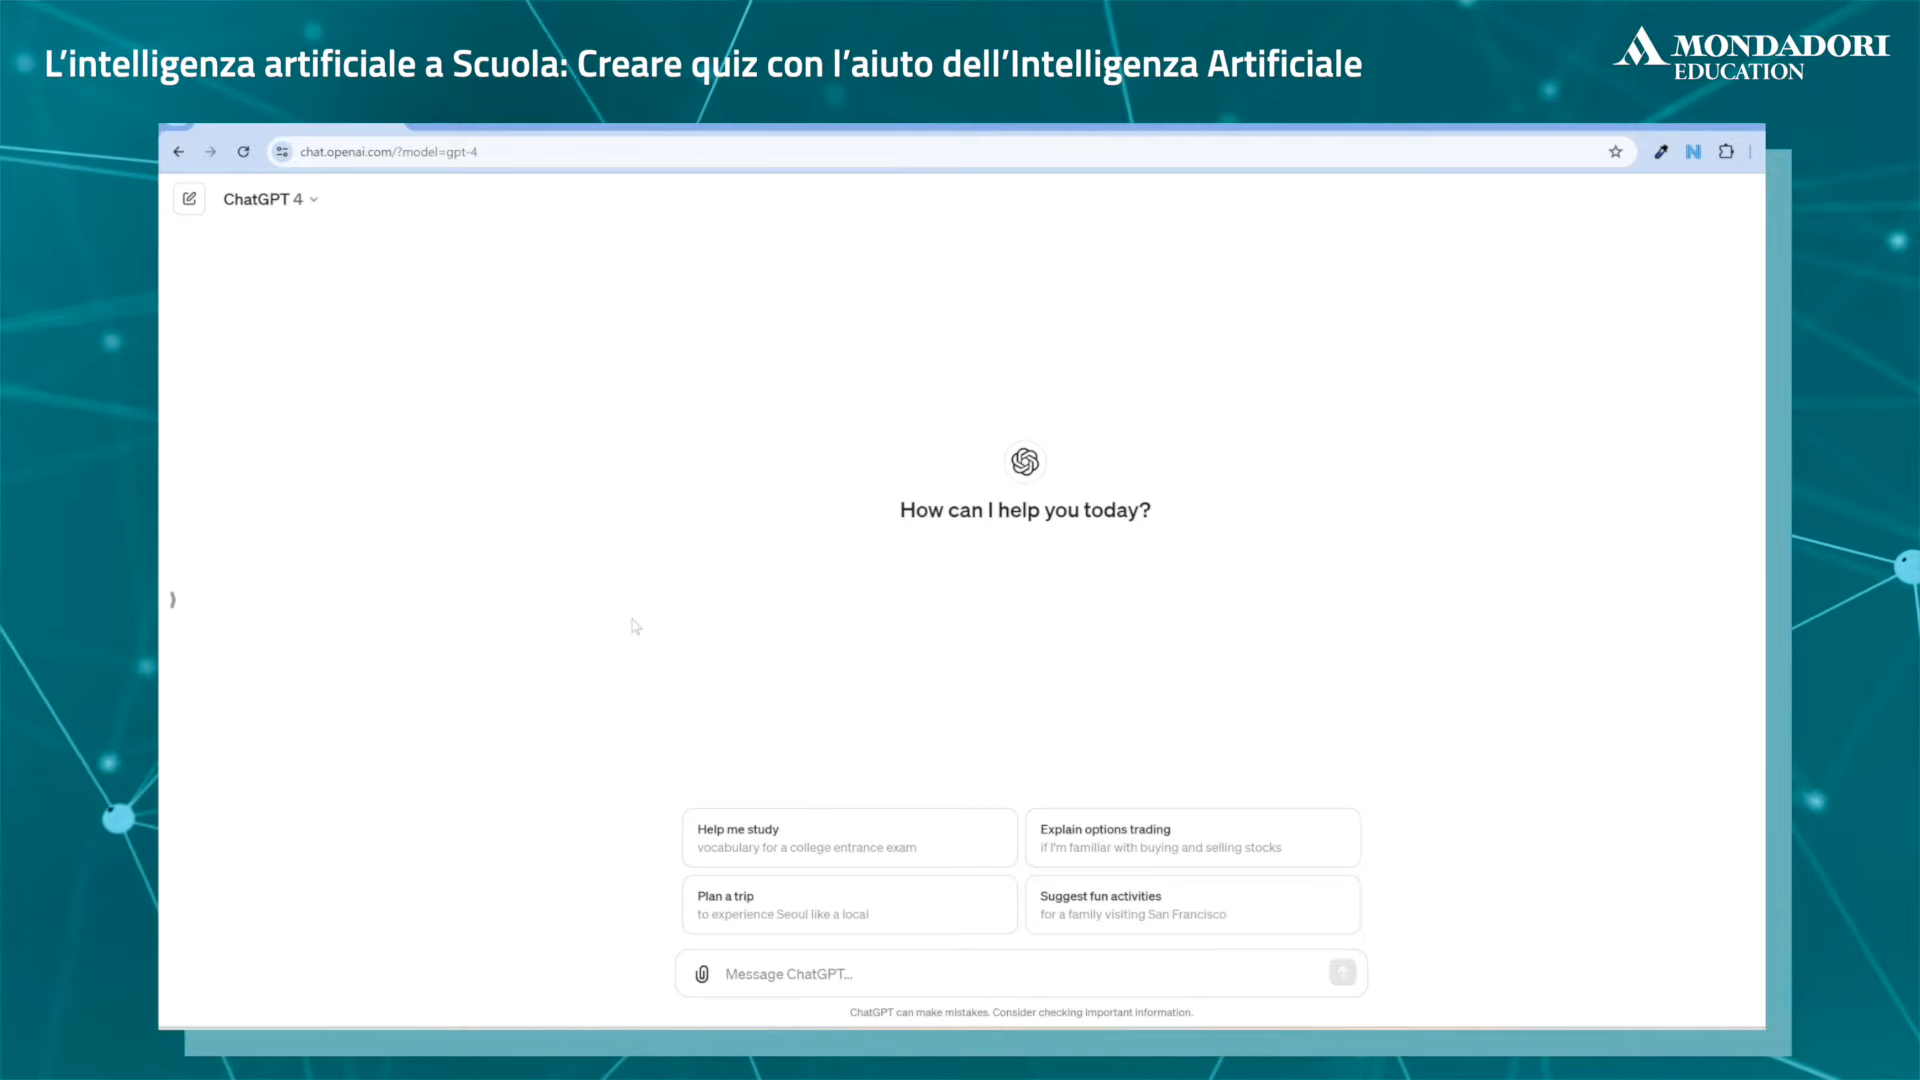 L'intelligenza artificiale a Scuola: Creare quiz con l'aiuto dell'Intelligenza Artificiale
MONDADORI
EDUCATION
chat.openai.com/?model=gpt-4
ChatGPT 4
How can I help you today?
Help me study
vocabulary for a college entrance exam
Explain options trading
if I'm familiar with buying and selling stocks
Plan a trip
to experience Seoul like a local
Suggest fun activities
for a family visiting San Francisco
Message ChatGPT...
ChatGPT can make mistakes. Consider checking important information.